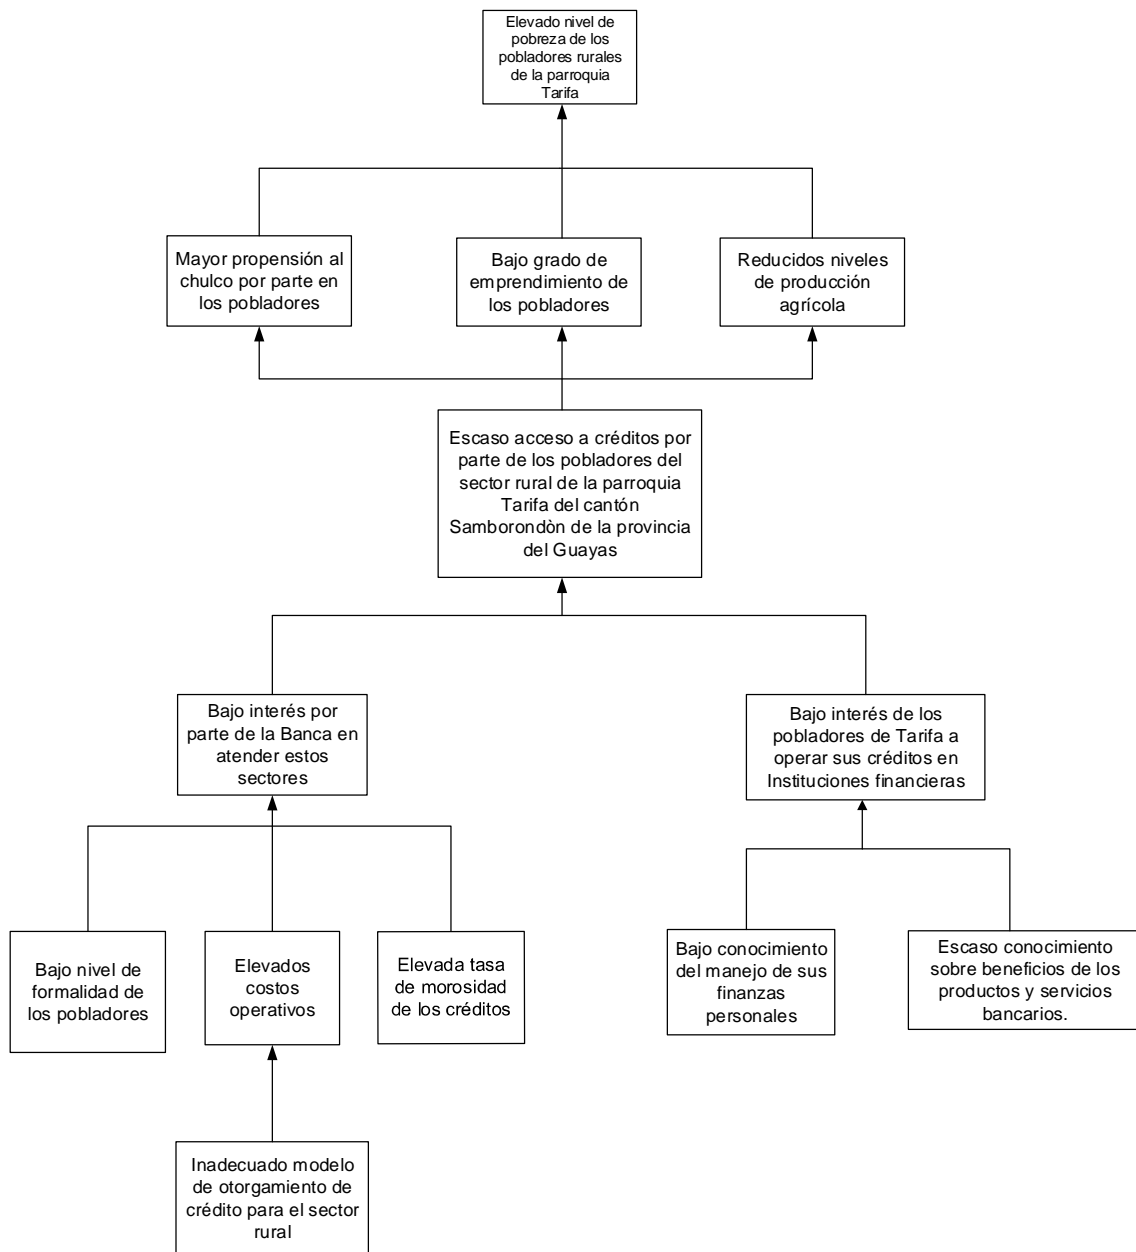 Elevado nivel de
pobreza de los
pobladores rurales
de la parroquia
Tarifa
Mayor propensión al
chulco por parte en
los pobladores
Bajo grado de
emprendimiento de
los pobladores
Reducidos niveles
de producción
agrícola
Escaso acceso a créditos por
parte de los pobladores del
sector rural de la parroquia
Tarifa del cantón
Samborondòn de la provincia
del Guayas
Bajo interés por
parte de la Banca en
atender estos
sectores
Bajo interés de los
pobladores de Tarifa a
operar sus créditos en
Instituciones financieras
Bajo nivel de
formalidad de
los pobladores
Elevados
costos
operativos
Elevada tasa
de morosidad
de los créditos
Bajo conocimiento
del manejo de sus
finanzas
personales
Escaso conocimiento
sobre beneficios de los
productos y servicios
bancarios.
Inadecuado modelo
de otorgamiento de
crédito para el sector
rural